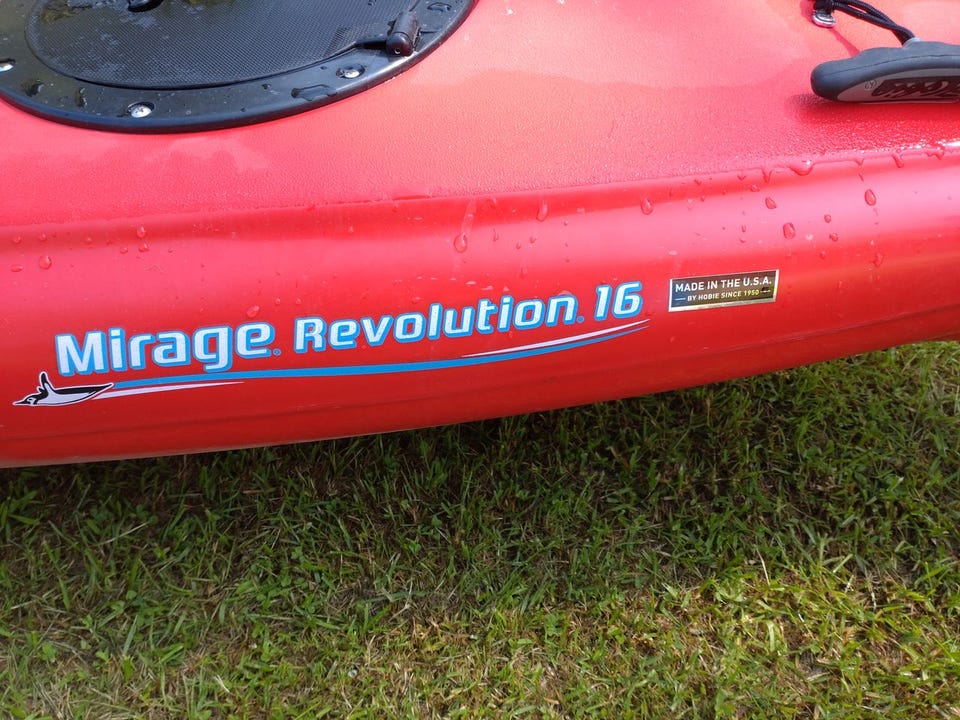 Mirage® Revolution® 16
MADE IN THE U.S.A.
BY HOBIE SINCE 1950